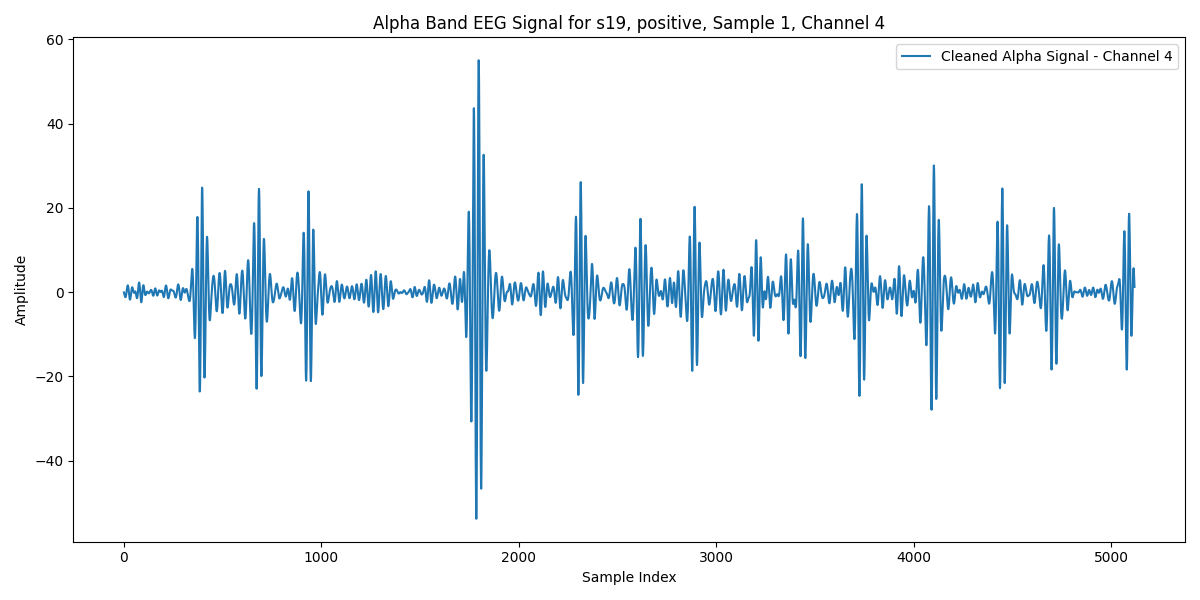 Alpha Band EEG Signal for s19, positive, Sample 1, Channel 4
Cleaned Alpha Signal - Channel 4
60
40
20
0
−20
−40
Amplitude
0 1000 2000 3000 4000 5000
Sample Index